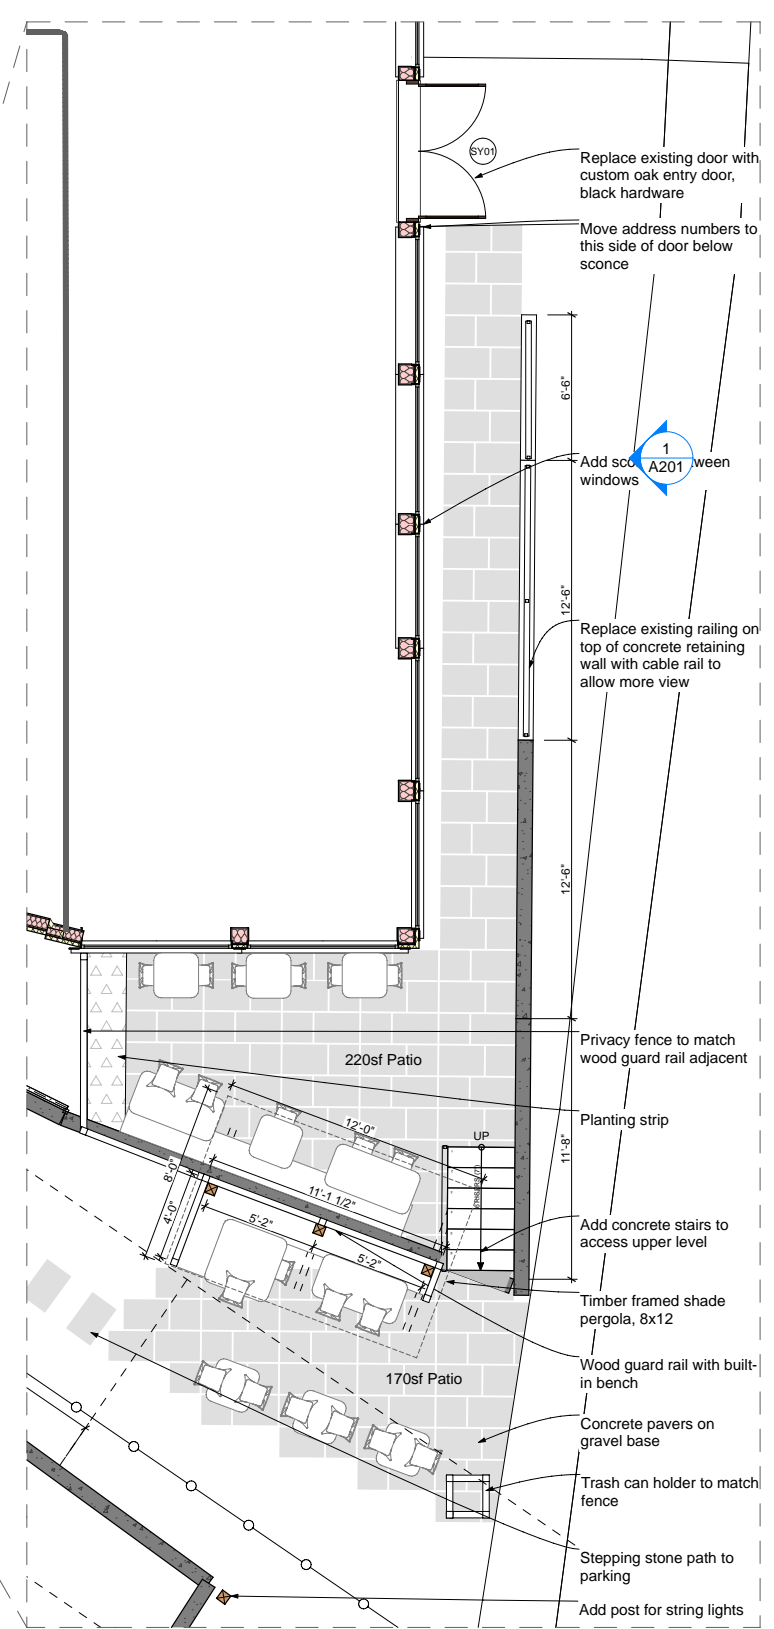 SY01
Replace existing door with
custom oak entry door,
black hardware
Move address numbers to
this side of door below
sconce
6'-6"
1
A201
Add
windows
12'-6"
Replace existing railing on
top of concrete retaining
wall with cable rail to
allow more view
12'-6"
Privacy fence to match
wood guard rail adjacent
220sf Patio
Planting strip
12'-0"
UP
11'-8"
8'-0"
4'-0"
11'-1 1/2"
5'-2"
5'-2"
Add concrete stairs to
access upper level
Timber framed shade
pergola, 8x12
Wood guard rail with built-
in bench
170sf Patio
Concrete pavers on
gravel base
Trash can holder to match
fence
Stepping stone path to
parking
Add post for string lights